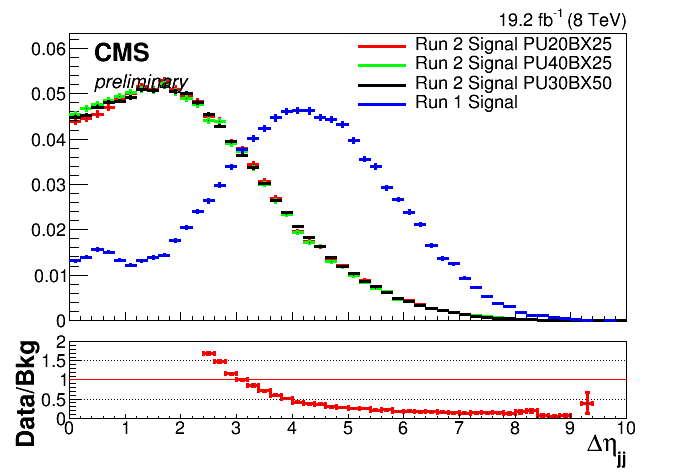 19.2 fb⁻¹ (8 TeV)
CMS
preliminary
Run 2 Signal PU20BX25
Run 2 Signal PU40BX25
Run 2 Signal PU30BX50
Run 1 Signal
0.06
0.05
0.04
0.03
0.02
0.01
0
Data/Bkg
2
1.5
1
0.5
0
0 1 2 3 4 5 6 7 8 9 10
Δηjj